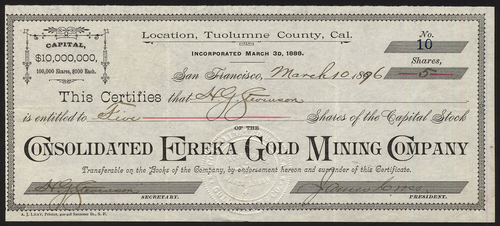 Location, Tuolumne County, Cal.
No.
10
CAPITAL,
$10,000,000,
100,000 Shares, $100 Each.
INCORPORATED MARCH 3D, 1888.
Shares,
5
San Francisco, March 10 1896
This Certifies that H. G.
is entitled to Five Shares of the Capital Stock
OF THE
CONSOLIDATED EUREKA GOLD MINING COMPANY
Transferable on the Books of the Company, by endorsement hereon and surrender of this Certificate.
H. G.
James
SECRETARY.
PRESIDENT.